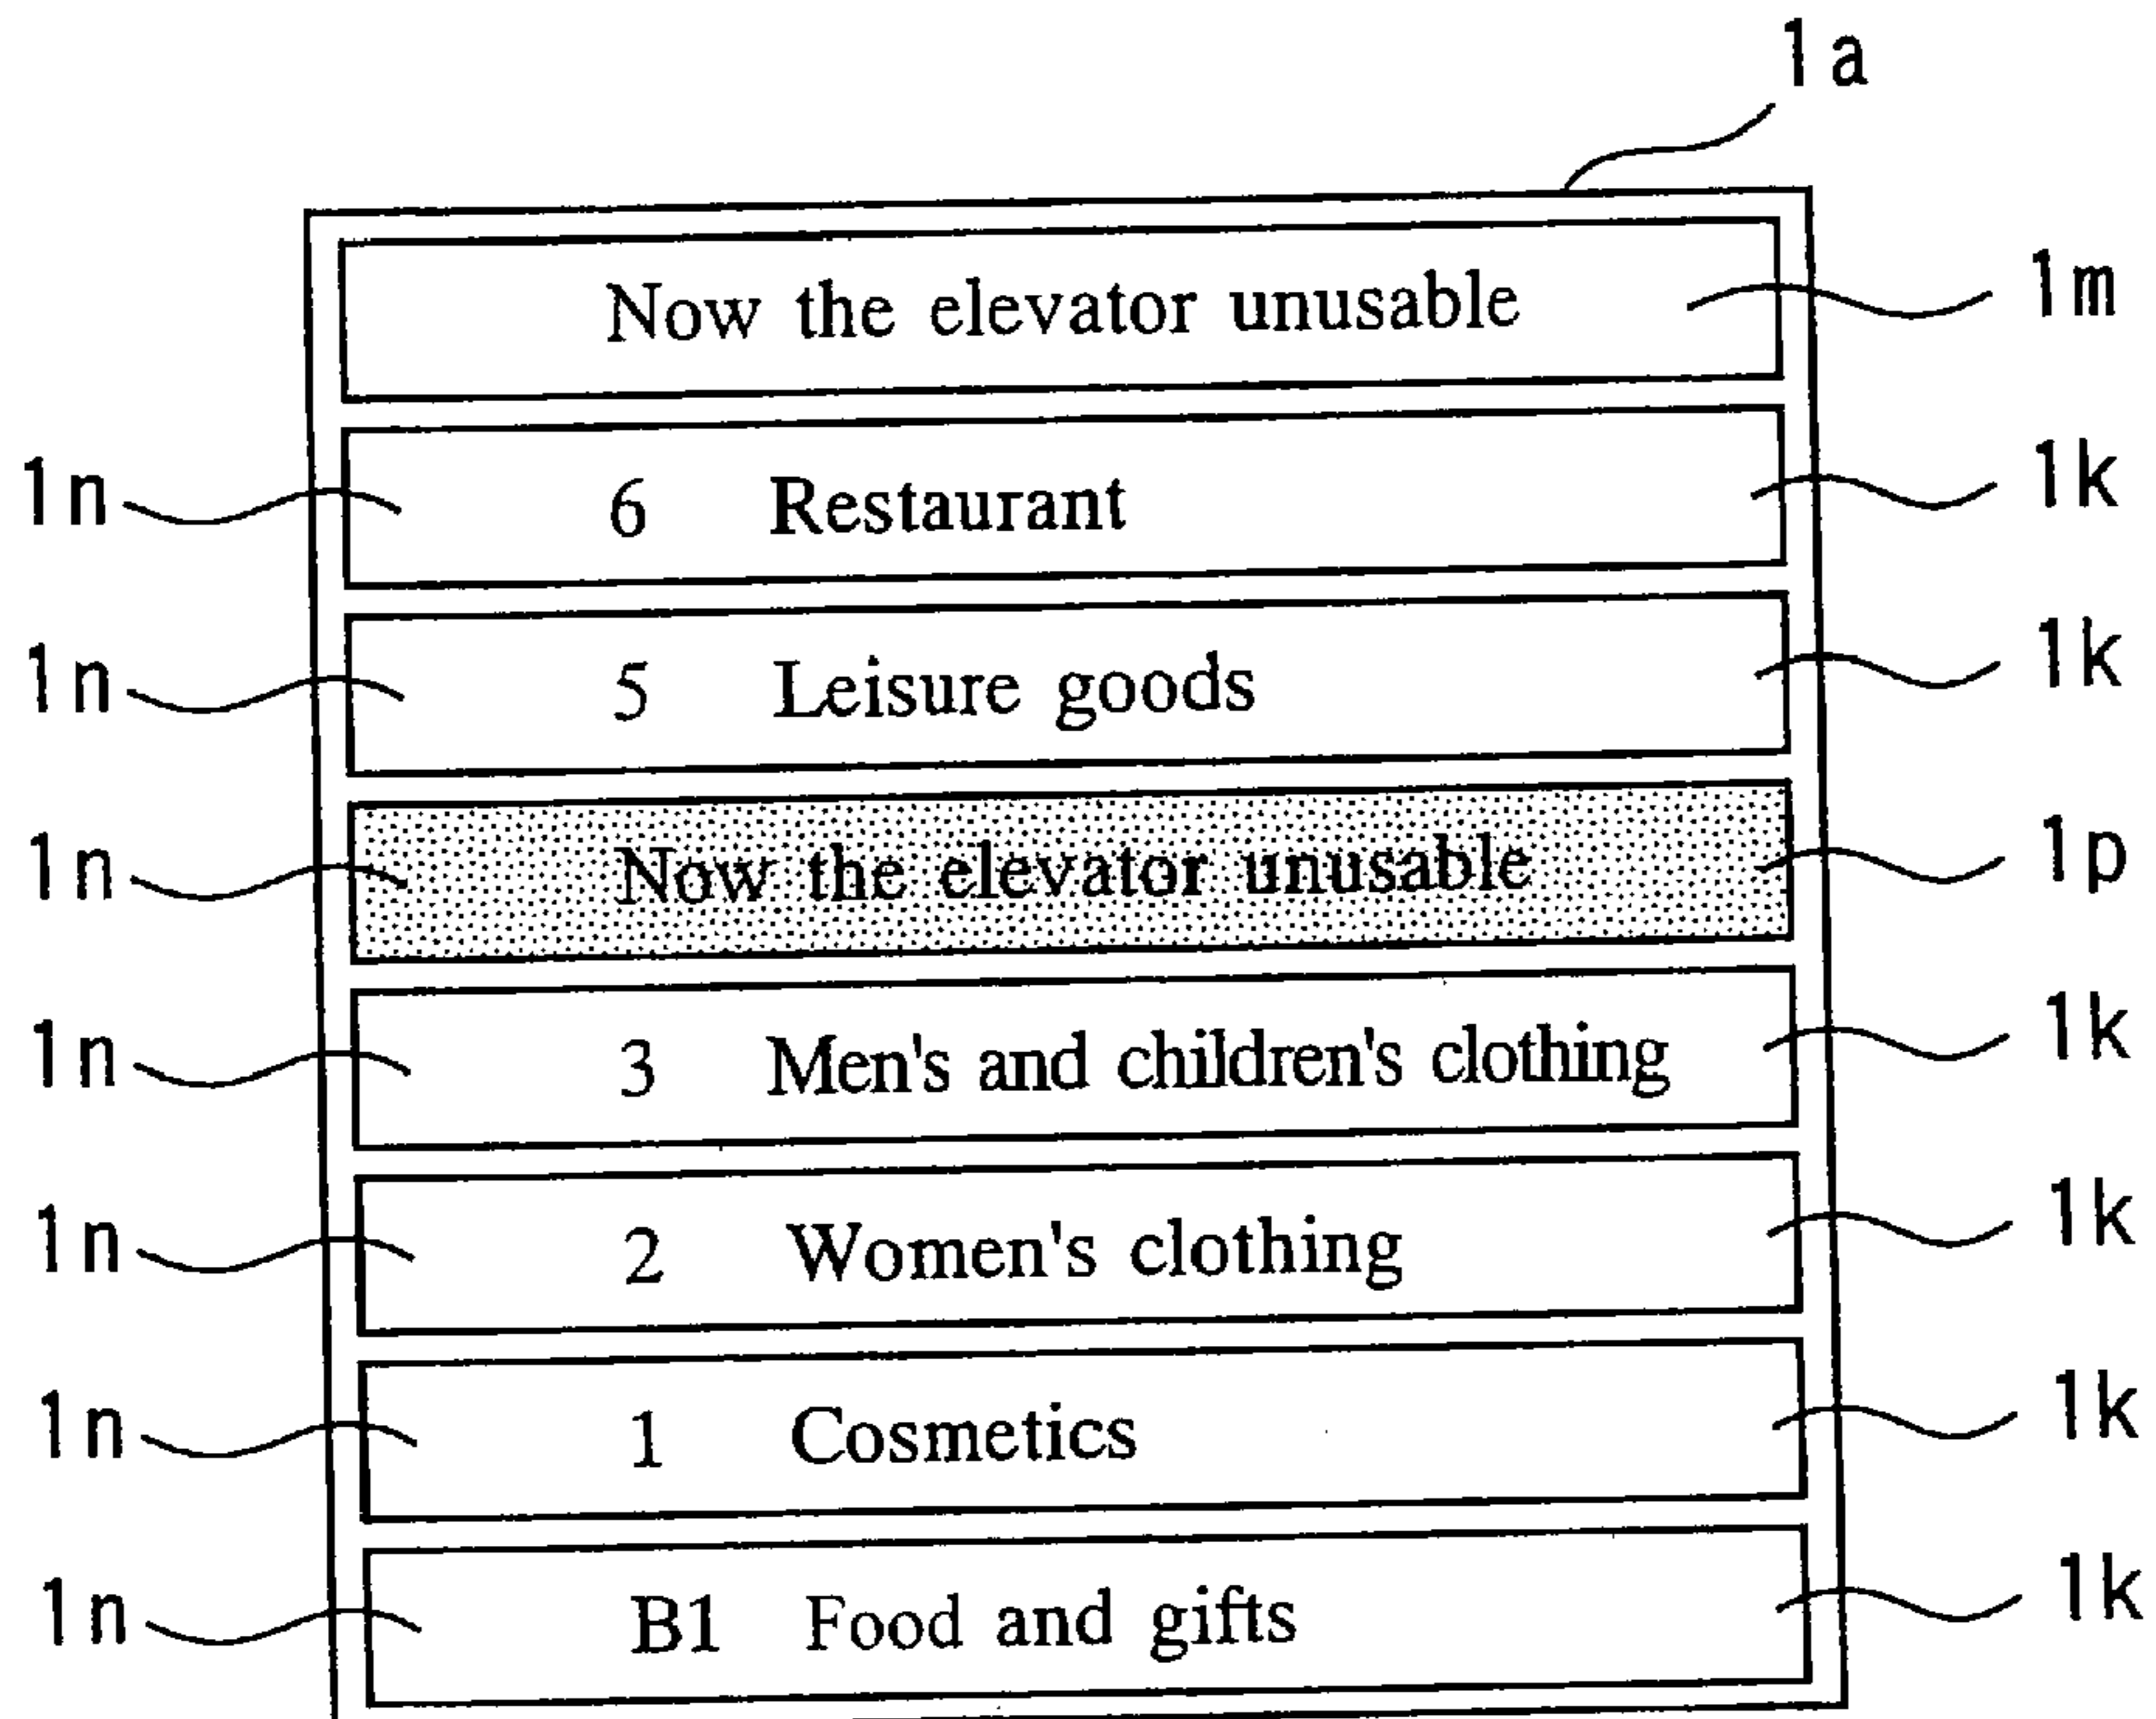 1a
Now the elevator unusable 1m
1n 6 Restaurant 1k
1n 5 Leisure goods 1k
1n Now the elevator unusable 1p
1n 3 Men's and children's clothing 1k
1n 2 Women's clothing 1k
1n 1 Cosmetics 1k
1n B1 Food and gifts 1k